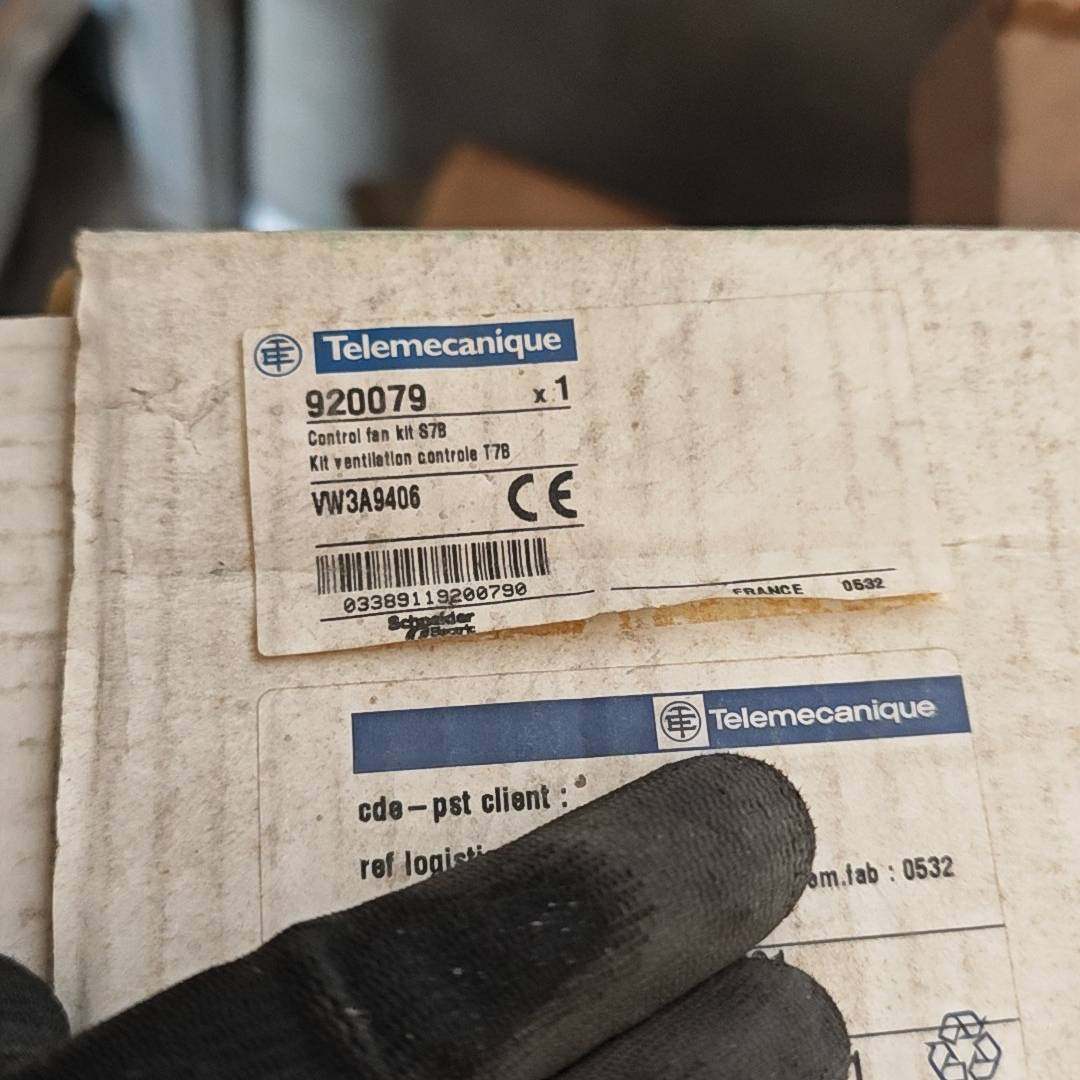 Telemecanique
920079 x 1
Control fan kit S7B
Kit ventilation controle T7B
VW3A9406 CE
03389119200790
Schneider
Electric
FRANCE 0532
Telemecanique
cde-pst client :
ref
.fab : 0532